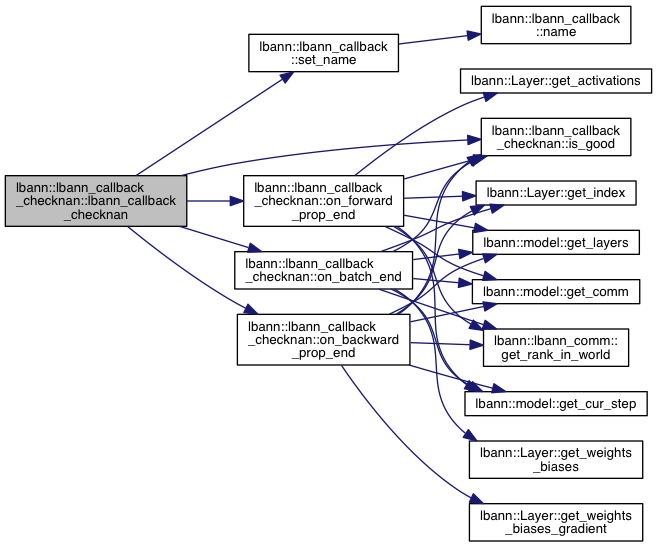 lbann::lbann_callback
_checknan::lbann_callback
_checknan
lbann::lbann_callback
::set_name
lbann::lbann_callback
_checknan::on_forward
_prop_end
lbann::lbann_callback
_checknan::on_batch_end
lbann::lbann_callback
_checknan::on_backward
_prop_end
lbann::lbann_callback
::name
lbann::Layer::get_activations
lbann::lbann_callback
_checknan::is_good
lbann::Layer::get_index
lbann::model::get_layers
lbann::model::get_comm
lbann::lbann_comm::
get_rank_in_world
lbann::model::get_cur_step
lbann::Layer::get_weights
_biases
lbann::Layer::get_weights
_biases_gradient